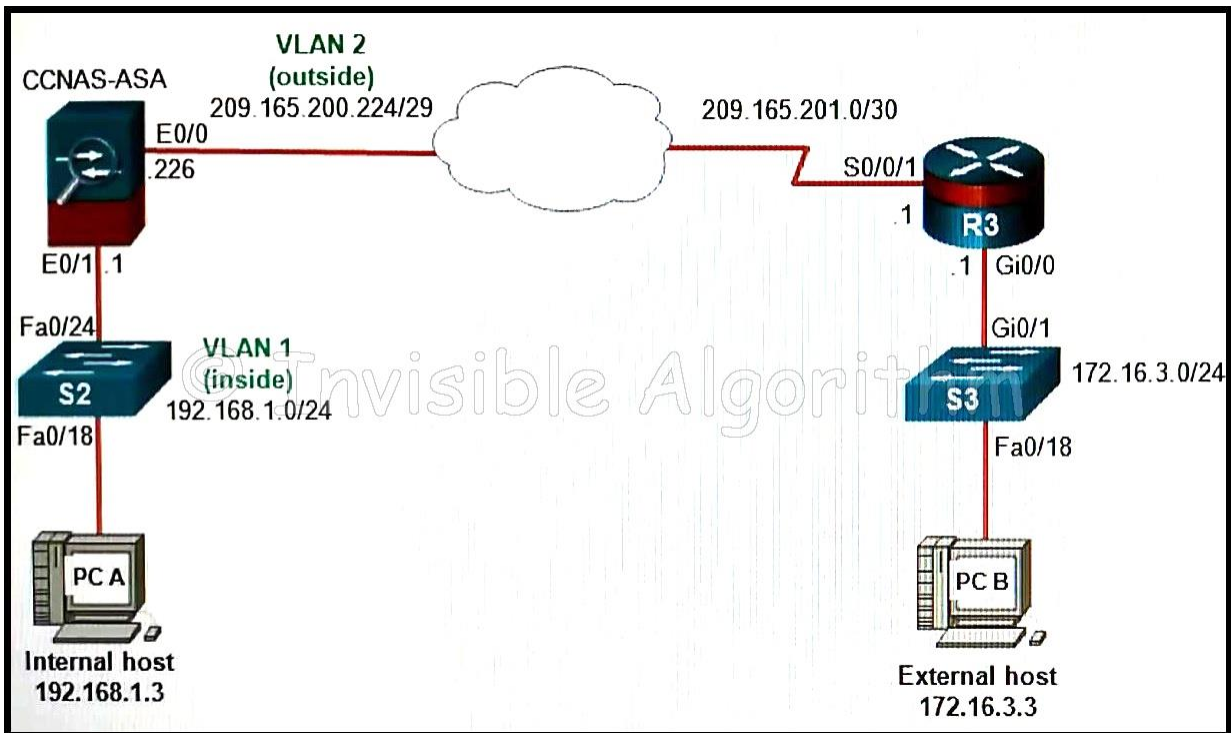 VLAN 2
(outside)
CCNAS-ASA
209.165.200.224/29
209.165.201.0/30
E0/0
.226
S0/0/1
.1
R3
E0/1
.1
.1
Gi0/0
Fa0/24
Gi0/1
VLAN 1
(inside)
192.168.1.0/24
S2
172.16.3.0/24
S3
© Invisible Algorithm
Fa0/18
Fa0/18
PC A
PC B
Internal host
192.168.1.3
External host
172.16.3.3